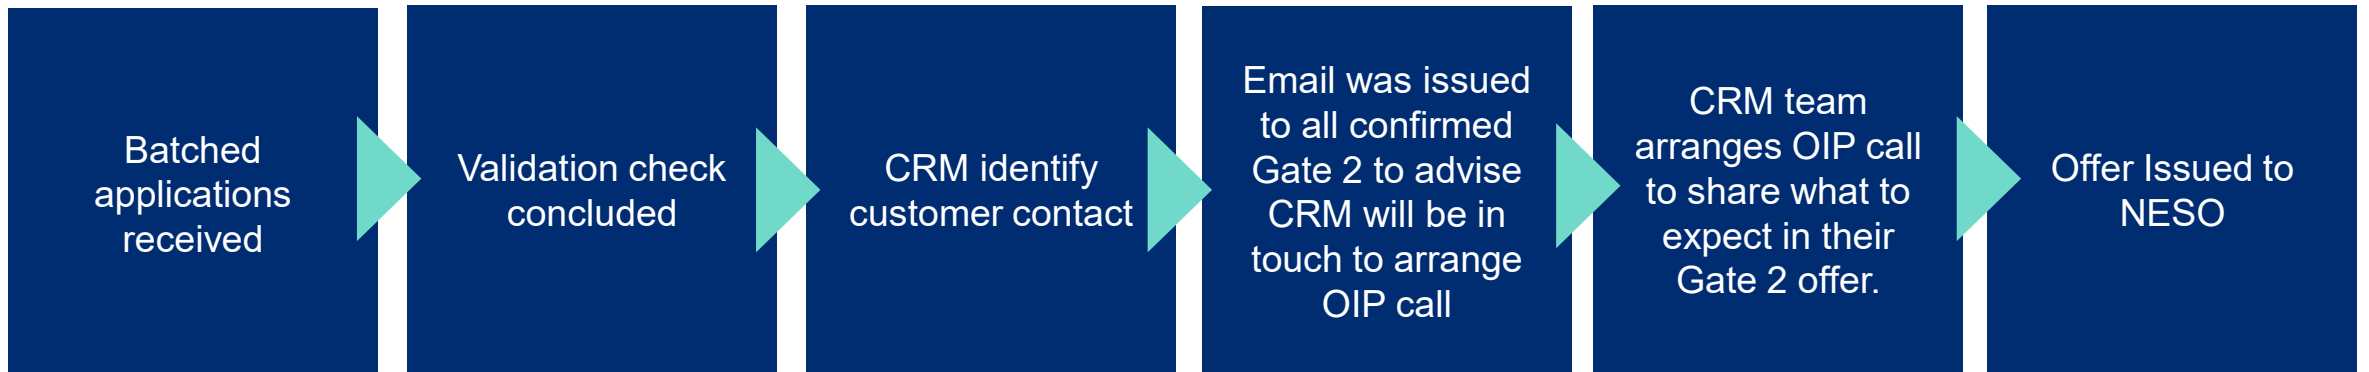 Batched
applications
received
Validation check
concluded
CRM identify
customer contact
Email was issued
to all confirmed
Gate 2 to advise
CRM will be in
touch to arrange
OIP call
CRM team
arranges OIP call
to share what to
expect in their
Gate 2 offer.
Offer Issued to
NESO